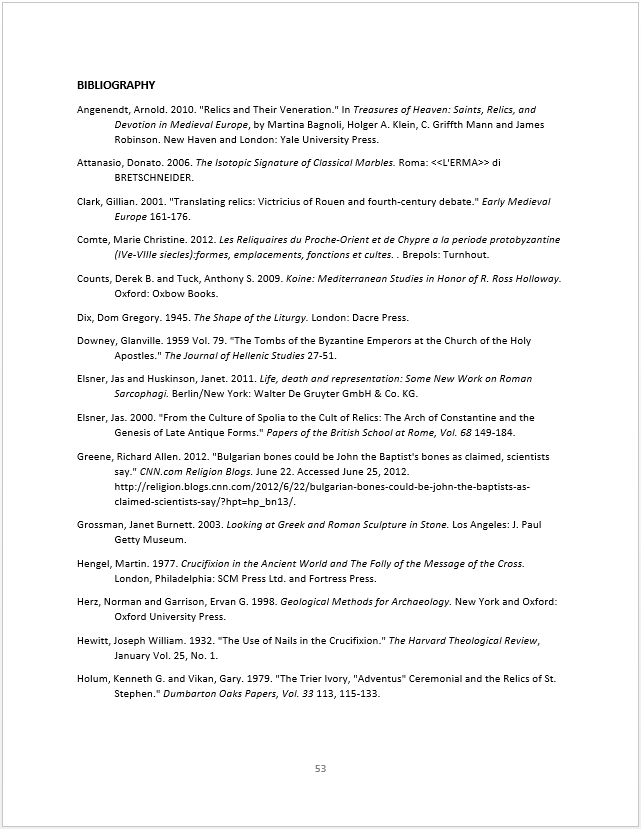 BIBLIOGRAPHY
Angenendt, Arnold. 2010. "Relics and Their Veneration." In Treasures of Heaven: Saints, Relics, and
Devotion in Medieval Europe, by Martina Bagnoli, Holger A. Klein, C. Griffth Mann and James
Robinson. New Haven and London: Yale University Press.
Attanasio, Donato. 2006. The Isotopic Signature of Classical Marbles. Roma: <<L'ERMA>> di
BRETSCHNEIDER.
Clark, Gillian. 2001. "Translating relics: Victricius of Rouen and fourth-century debate." Early Medieval
Europe 161-176.
Comte, Marie Christine. 2012. Les Reliquaires du Proche-Orient et de Chypre a la periode protobyzantine
(IVe-VIIIe siecles):formes, emplacements, fonctions et cultes. . Brepols: Turnhout.
Counts, Derek B. and Tuck, Anthony S. 2009. Koine: Mediterranean Studies in Honor of R. Ross Holloway.
Oxford: Oxbow Books.
Dix, Dom Gregory. 1945. The Shape of the Liturgy. London: Dacre Press.
Downey, Glanville. 1959 Vol. 79. "The Tombs of the Byzantine Emperors at the Church of the Holy
Apostles." The Journal of Hellenic Studies 27-51.
Elsner, Jas and Huskinson, Janet. 2011. Life, death and representation: Some New Work on Roman
Sarcophagi. Berlin/New York: Walter De Gruyter GmbH & Co. KG.
Elsner, Jas. 2000. "From the Culture of Spolia to the Cult of Relics: The Arch of Constantine and the
Genesis of Late Antique Forms." Papers of the British School at Rome, Vol. 68 149-184.
Greene, Richard Allen. 2012. "Bulgarian bones could be John the Baptist's bones as claimed, scientists
say." CNN.com Religion Blogs. June 22. Accessed June 25, 2012.
http://religion.blogs.cnn.com/2012/6/22/bulgarian-bones-could-be-john-the-baptists-as-
claimed-scientists-say/?hpt=hp_bn13/.
Grossman, Janet Burnett. 2003. Looking at Greek and Roman Sculpture in Stone. Los Angeles: J. Paul
Getty Museum.
Hengel, Martin. 1977. Crucifixion in the Ancient World and The Folly of the Message of the Cross.
London, Philadelphia: SCM Press Ltd. and Fortress Press.
Herz, Norman and Garrison, Ervan G. 1998. Geological Methods for Archaeology. New York and Oxford:
Oxford University Press.
Hewitt, Joseph William. 1932. "The Use of Nails in the Crucifixion." The Harvard Theological Review,
January Vol. 25, No. 1.
Holum, Kenneth G. and Vikan, Gary. 1979. "The Trier Ivory, "Adventus" Ceremonial and the Relics of St.
Stephen." Dumbarton Oaks Papers, Vol. 33 113, 115-133.
53